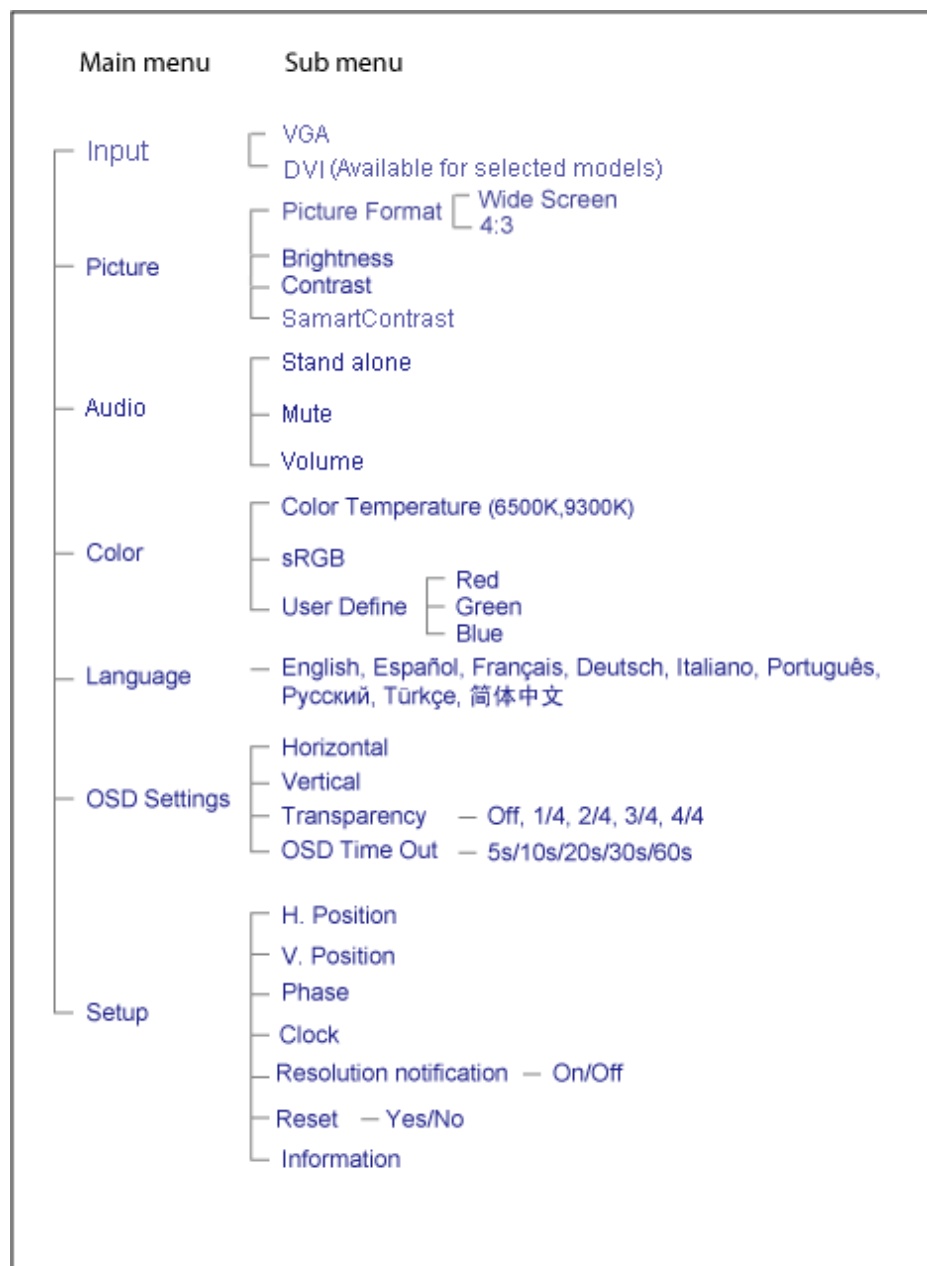 Main menu Sub menu
Input
VGA
DVI (Available for selected models)
Picture
Picture Format
Wide Screen
4:3
Brightness
Contrast
SamartContrast
Audio
Stand alone
Mute
Volume
Color
Color Temperature (6500K,9300K)
sRGB
User Define
Red
Green
Blue
Language
English, Español, Français, Deutsch, Italiano, Português,
Русский, Türkçe, 简体中文
OSD Settings
Horizontal
Vertical
Transparency — Off, 1/4, 2/4, 3/4, 4/4
OSD Time Out — 5s/10s/20s/30s/60s
Setup
H. Position
V. Position
Phase
Clock
Resolution notification — On/Off
Reset — Yes/No
Information